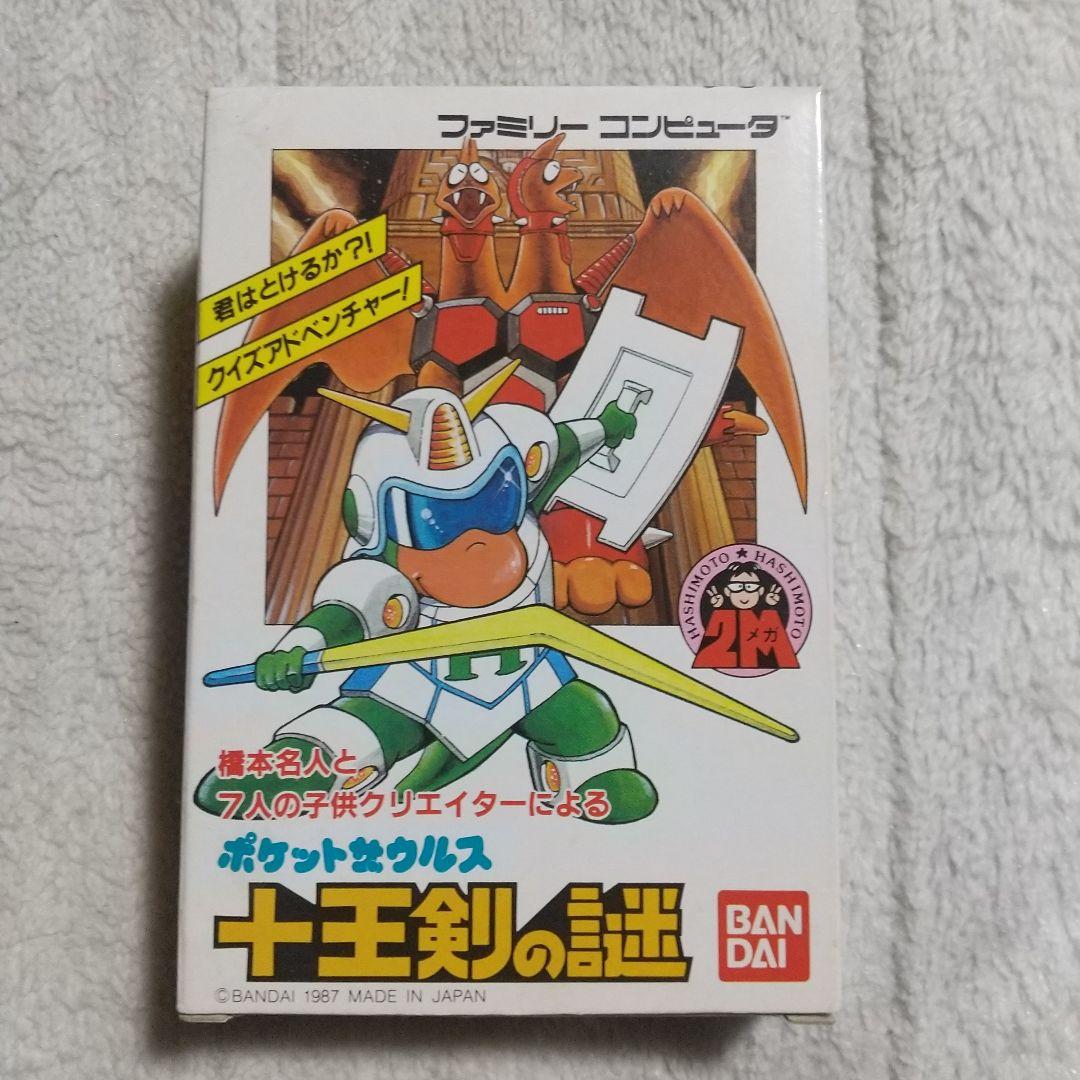 ファミリー コンピュータ™
君はとけるか?!
クイズアドベンチャー!
HASHIMOTO★HASHIMOTO
2Mメガ
H
橋本名人と
7人の子供クリエイターによる
ポケットザウルス
十王剣の謎
BAN
DAI
©BANDAI 1987 MADE IN JAPAN